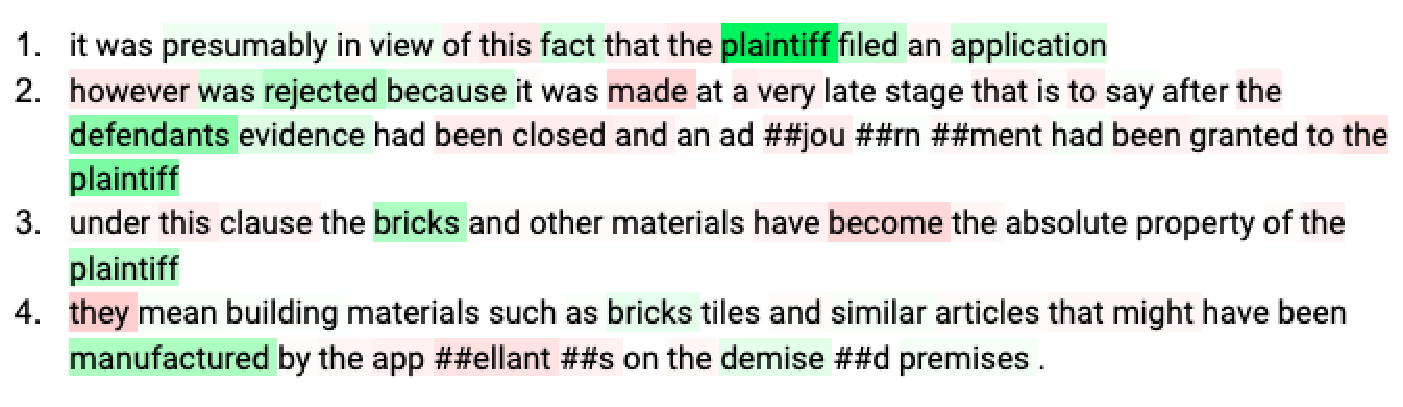 1. it was presumably in view of this fact that the plaintiff filed an application
2. however was rejected because it was made at a very late stage that is to say after the
defendants evidence had been closed and an ad ##jou ##rn ##ment had been granted to the
plaintiff
3. under this clause the bricks and other materials have become the absolute property of the
plaintiff
4. they mean building materials such as bricks tiles and similar articles that might have been
manufactured by the app ##ellant ##s on the demise ##d premises .